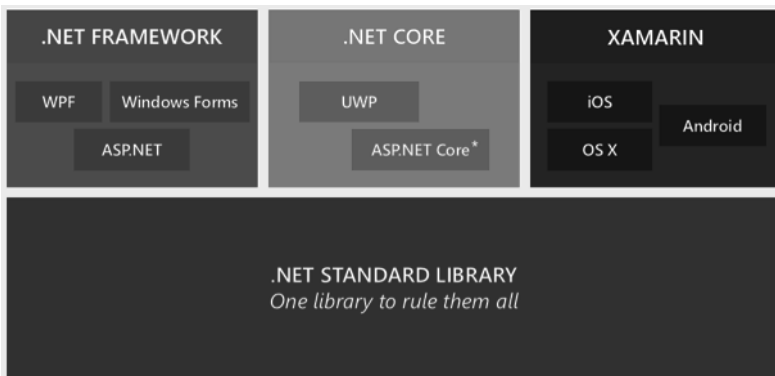 .NET FRAMEWORK
WPF
Windows Forms
ASP.NET
.NET CORE
UWP
ASP.NET Core*
XAMARIN
iOS
Android
OS X
.NET STANDARD LIBRARY
One library to rule them all